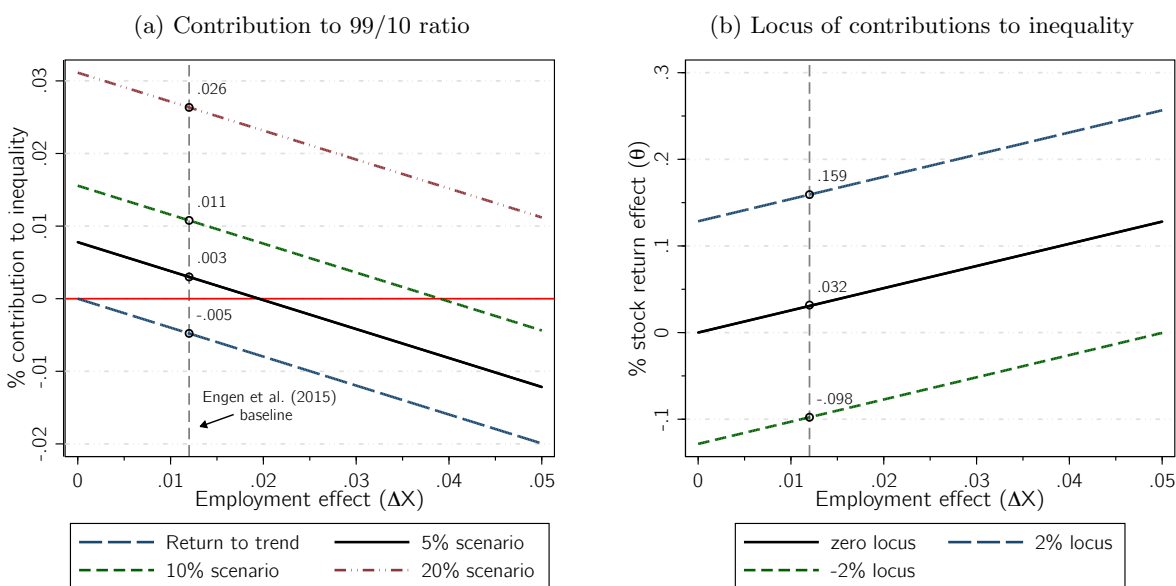 (a) Contribution to 99/10 ratio
% contribution to inequality
.03
.02
.01
0
-.01
-.02
.026
.011
.003
-.005
Engen et al. (2015)
baseline
0 .01 .02 .03 .04 .05
Employment effect (ΔX)
Return to trend 5% scenario
10% scenario 20% scenario
(b) Locus of contributions to inequality
% stock return effect (θ)
.3
.2
.1
0
-.1
.159
.032
-.098
0 .01 .02 .03 .04 .05
Employment effect (ΔX)
zero locus 2% locus
-2% locus